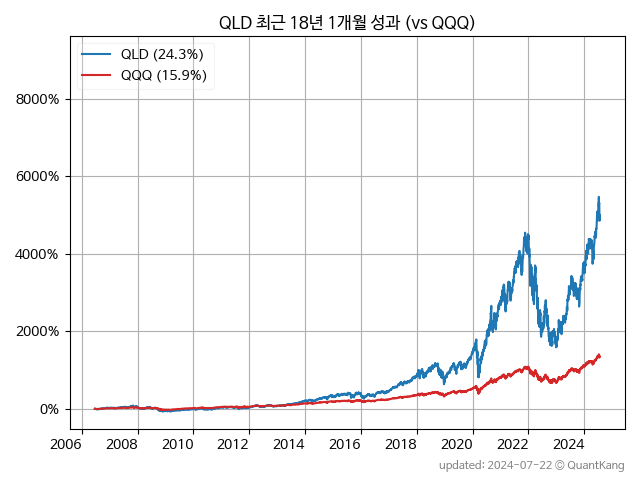 QLD 최근 18년 1개월 성과 (vs QQQ)
QLD (24.3%)
QQQ (15.9%)
8000%
6000%
4000%
2000%
0%
2006 2008 2010 2012 2014 2016 2018 2020 2022 2024
updated: 2024-07-22 © QuantKang